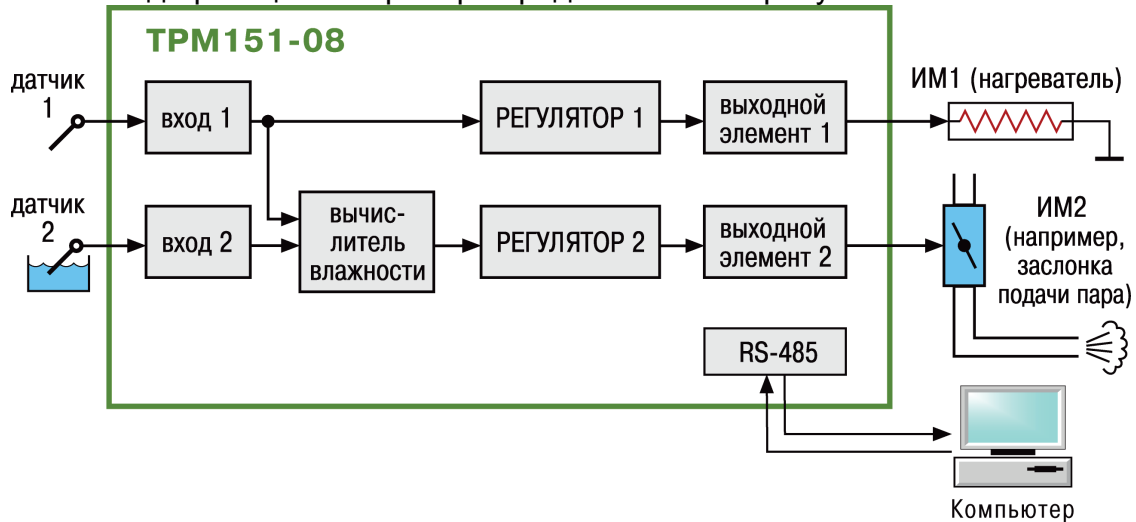 ТРМ151-08
датчик
1
вход 1
РЕГУЛЯТОР 1
выходной
элемент 1
ИМ1 (нагреватель)
датчик
2
вход 2
вычис-
литель
влажности
РЕГУЛЯТОР 2
выходной
элемент 2
ИМ2
(например,
заслонка
подачи пара)
RS-485
Компьютер